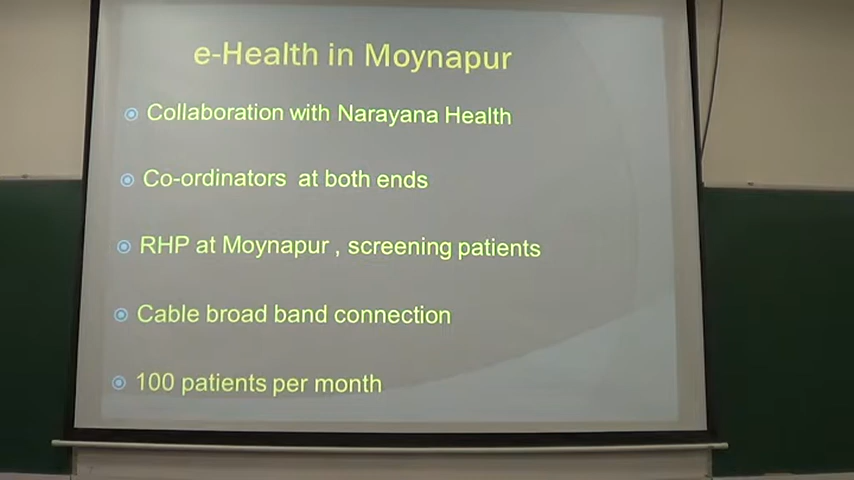 e-Health in Moynapur
Collaboration with Narayana Health
Co-ordinators at both ends
RHP at Moynapur , screening patients
Cable broad band connection
100 patients per month